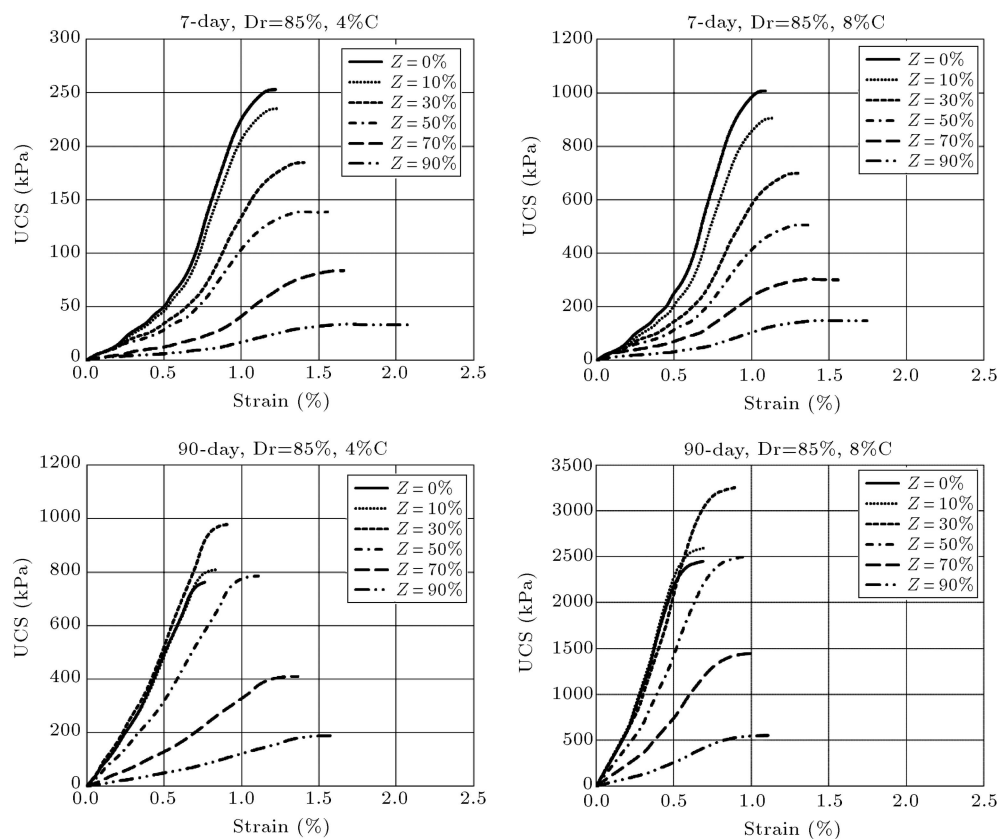 7-day, Dr=85%, 4%C
300
250
200
150
100
50
0
UCS (kPa)
0.0 0.5 1.0 1.5 2.0 2.5
Strain (%)
Z = 0%
Z = 10%
Z = 30%
Z = 50%
Z = 70%
Z = 90%
7-day, Dr=85%, 8%C
1200
1000
800
600
400
200
0
UCS (kPa)
0.0 0.5 1.0 1.5 2.0 2.5
Strain (%)
Z = 0%
Z = 10%
Z = 30%
Z = 50%
Z = 70%
Z = 90%
90-day, Dr=85%, 4%C
1200
1000
800
600
400
200
0
UCS (kPa)
0.0 0.5 1.0 1.5 2.0 2.5
Strain (%)
Z = 0%
Z = 10%
Z = 30%
Z = 50%
Z = 70%
Z = 90%
90-day, Dr=85%, 8%C
3500
3000
2500
2000
1500
1000
500
0
UCS (kPa)
0.0 0.5 1.0 1.5 2.0 2.5
Strain (%)
Z = 0%
Z = 10%
Z = 30%
Z = 50%
Z = 70%
Z = 90%